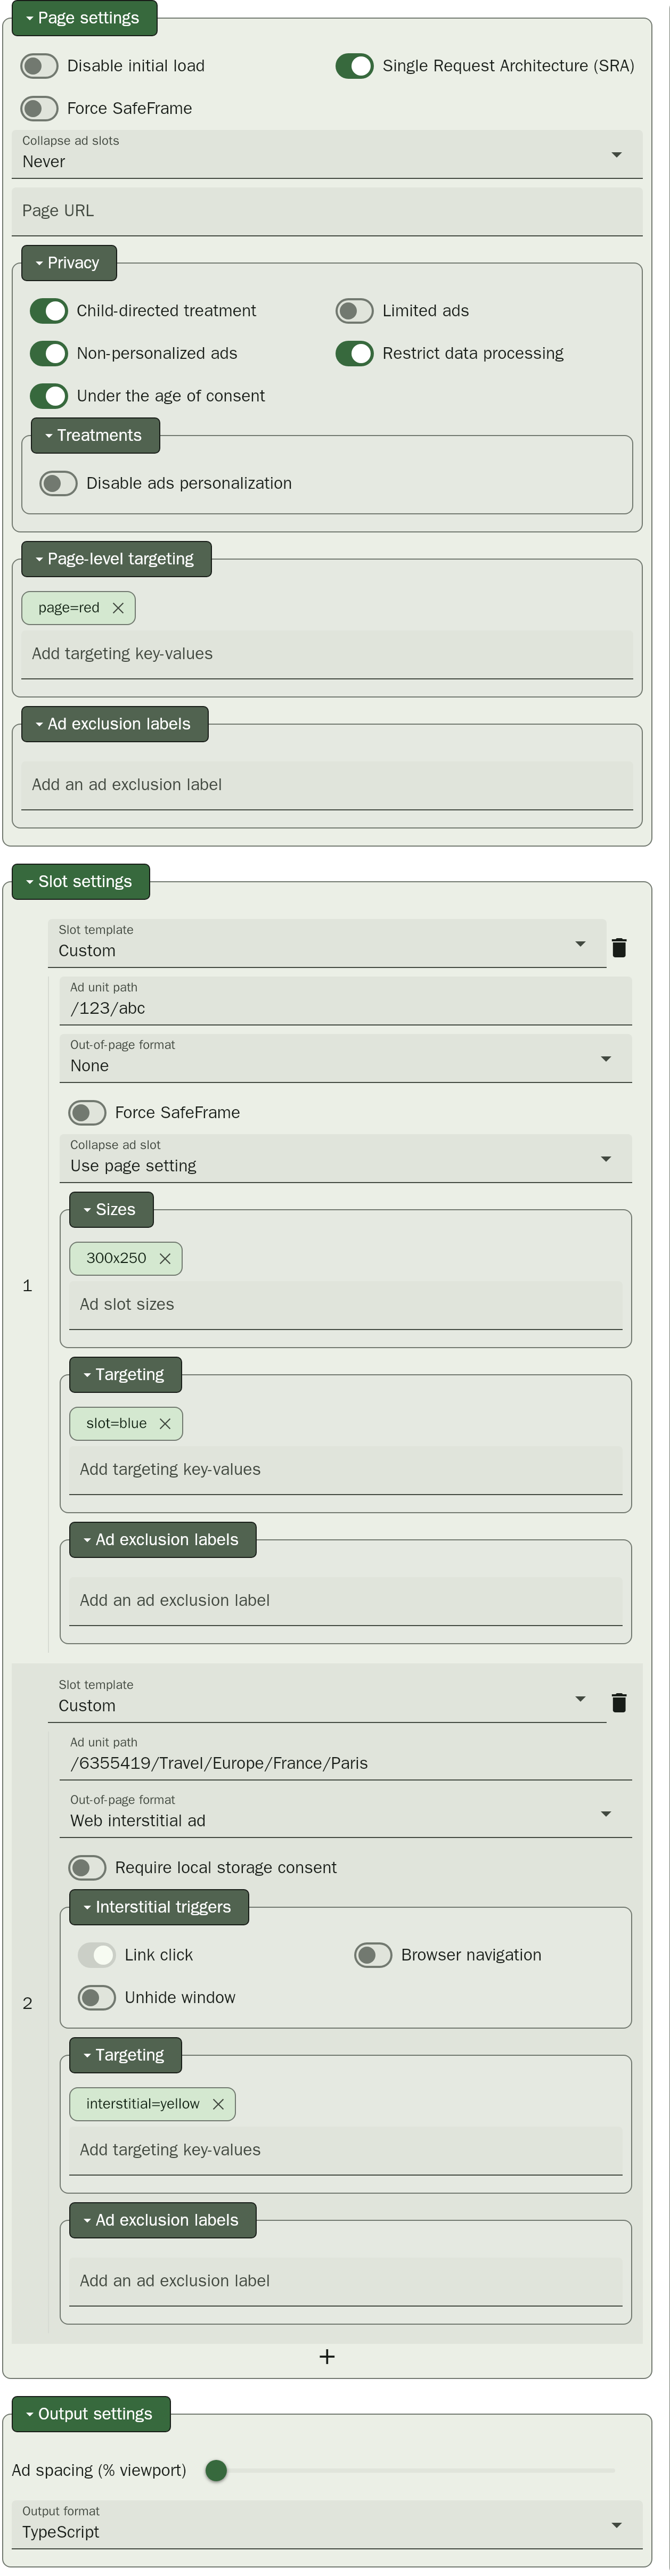 Page settings
Disable initial load
Single Request Architecture (SRA)
Force SafeFrame
Collapse ad slots
Never
Page URL
Privacy
Child-directed treatment
Limited ads
Non-personalized ads
Restrict data processing
Under the age of consent
Treatments
Disable ads personalization
Page-level targeting
page=red
Add targeting key-values
Ad exclusion labels
Add an ad exclusion label
Slot settings
Slot template
Custom
Ad unit path
/123/abc
Out-of-page format
None
Force SafeFrame
Collapse ad slot
Use page setting
Sizes
300x250
1
Ad slot sizes
Targeting
slot=blue
Add targeting key-values
Ad exclusion labels
Add an ad exclusion label
Slot template
Custom
Ad unit path
/6355419/Travel/Europe/France/Paris
Out-of-page format
Web interstitial ad
Require local storage consent
Interstitial triggers
Link click
Browser navigation
Unhide window
2
Targeting
interstitial=yellow
Add targeting key-values
Ad exclusion labels
Add an ad exclusion label
+
Output settings
Ad spacing (% viewport)
Output format
TypeScript